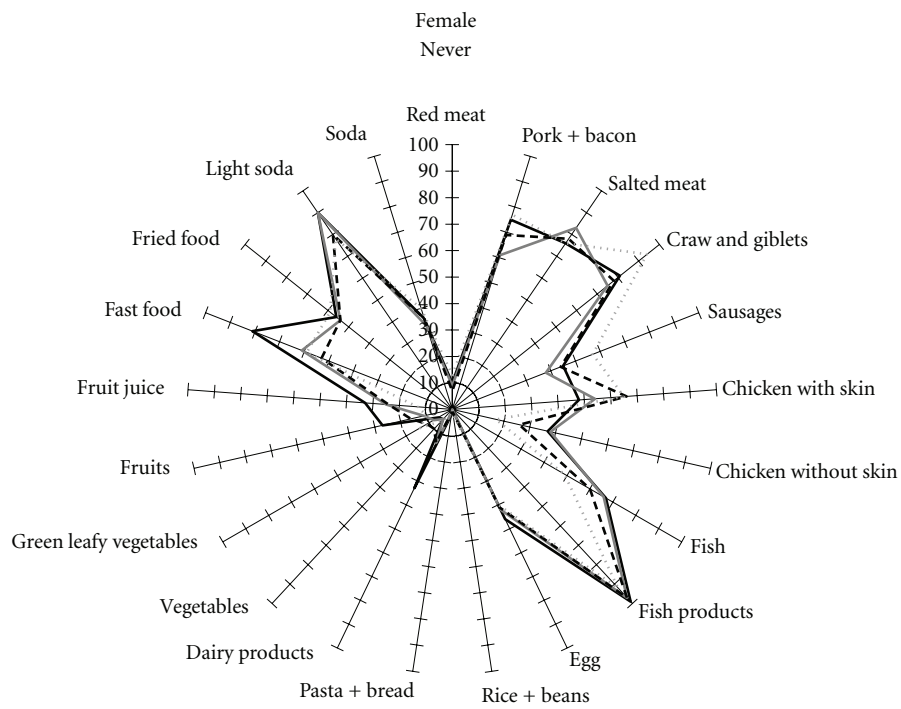 Female
Never
Red meat
Pork + bacon
Salted meat
Craw and giblets
Sausages
Chicken with skin
Chicken without skin
Fish
Fish products
Egg
Rice + beans
Pasta + bread
Dairy products
Vegetables
Green leafy vegetables
Fruits
Fruit juice
Fast food
Fried food
Light soda
Soda
100
90
80
70
60
50
40
30
20
10
0